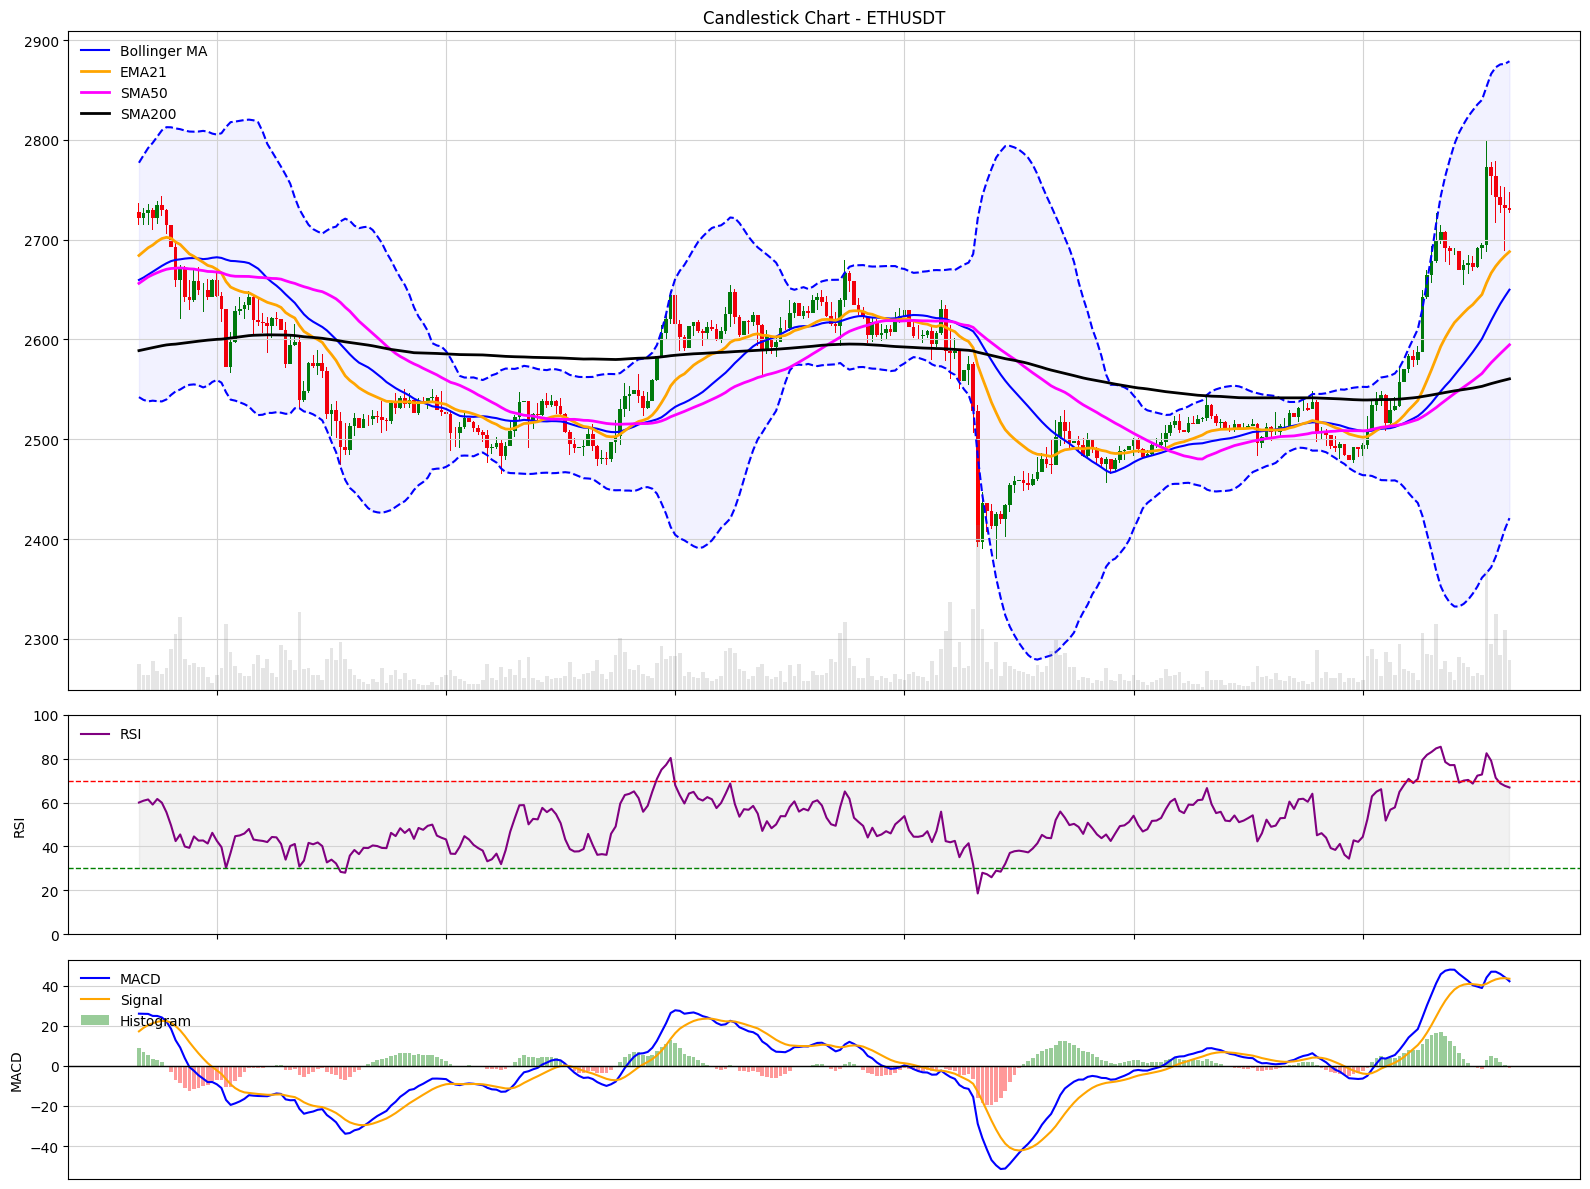 Candlestick Chart - ETHUSDT
2900
2800
2700
2600
2500
2400
2300
Bollinger MA
EMA21
SMA50
SMA200
100
80
60
40
20
0
RSI
RSI
40
20
0
−20
−40
MACD
MACD
Signal
Histogram